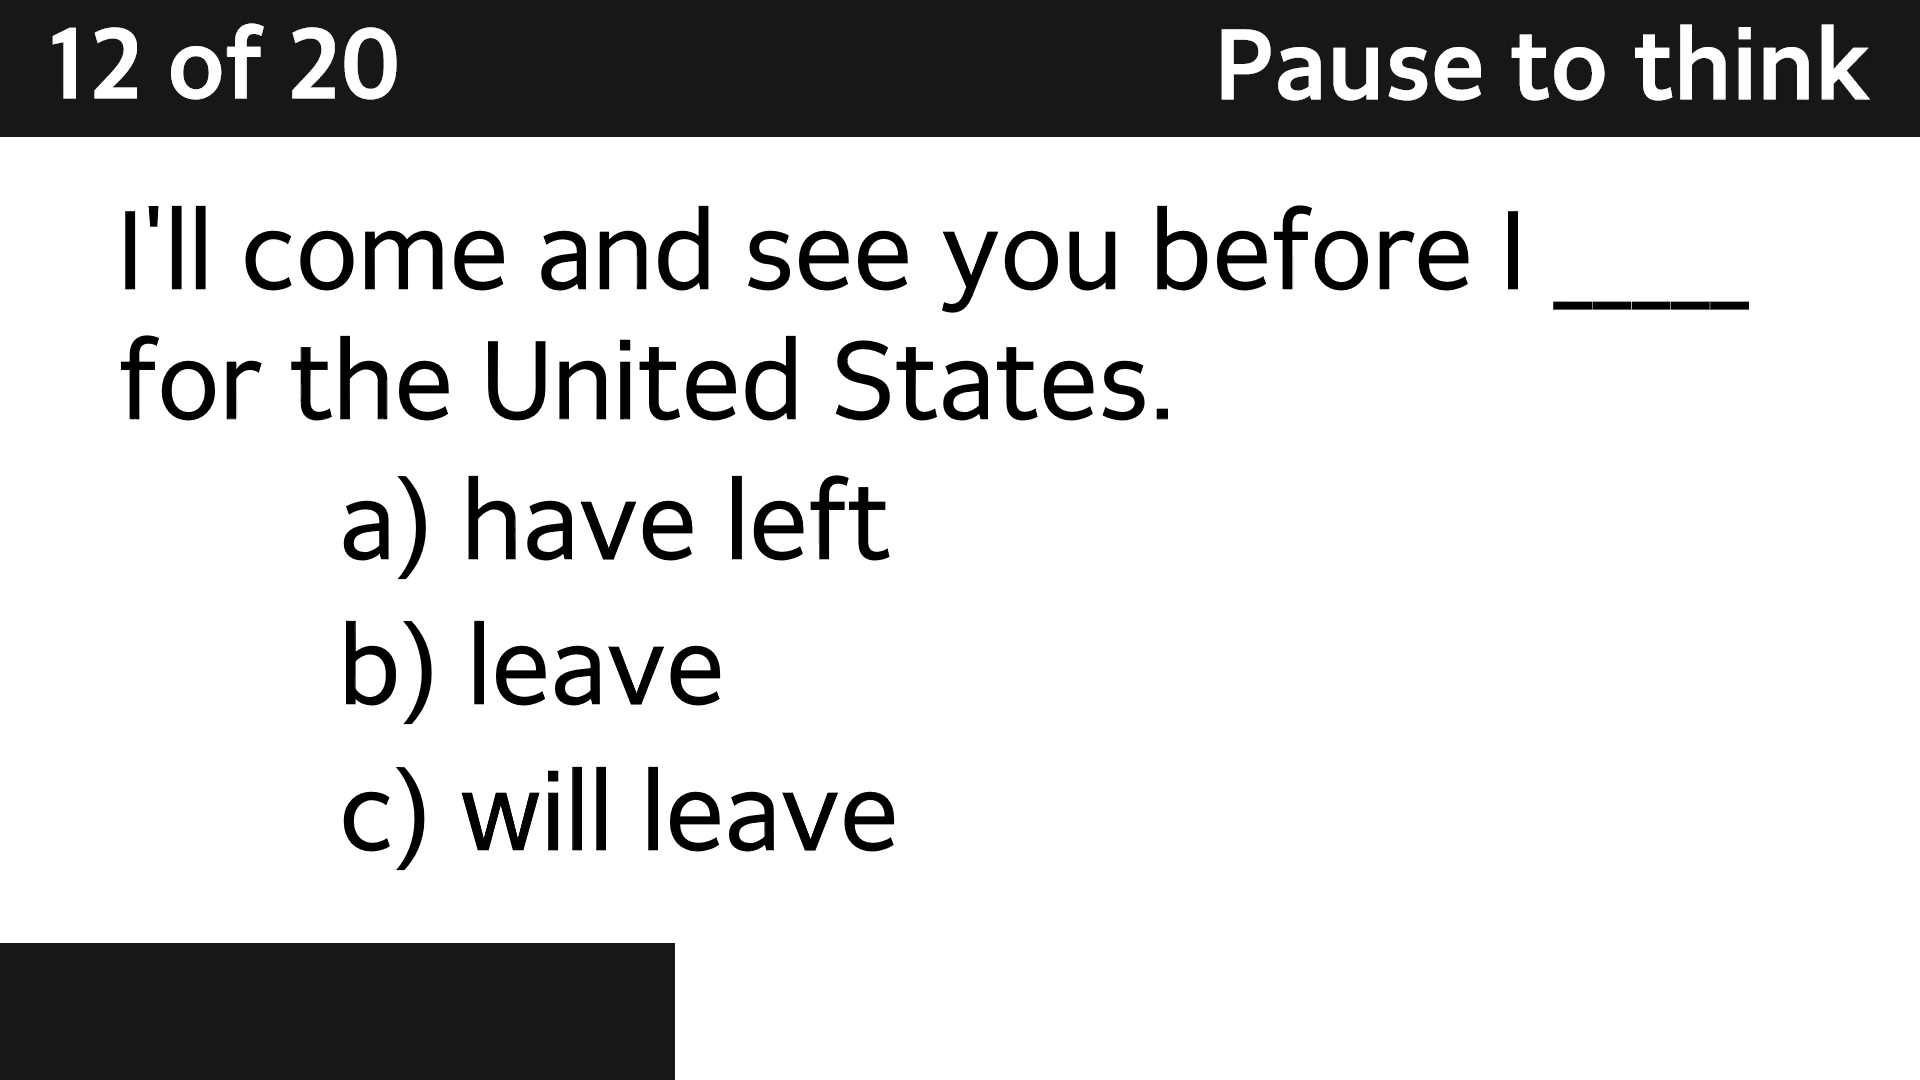 12 of 20
Pause to think
I'll come and see you before I _____
for the United States.
a) have left
b) leave
c) will leave